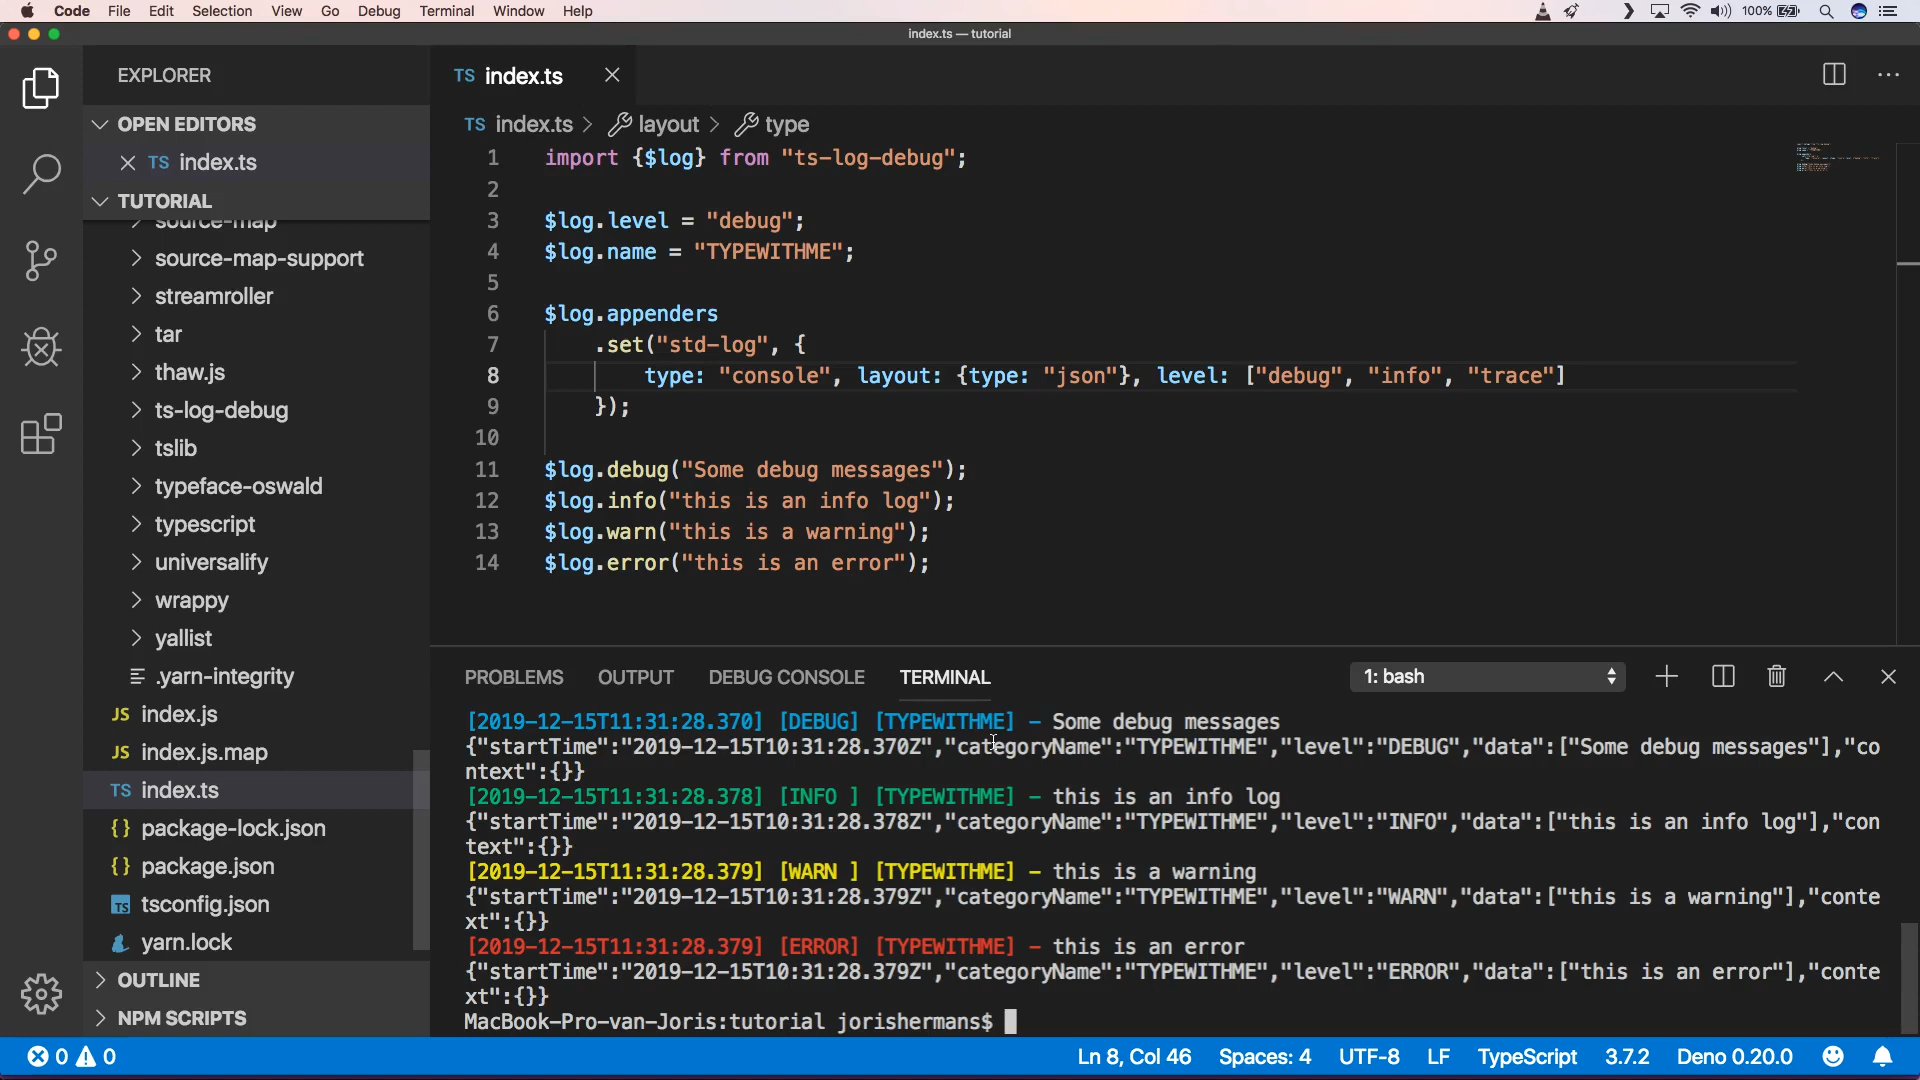 Code File Edit Selection View Go Debug Terminal Window Help 100%
index.ts — tutorial
EXPLORER
OPEN EDITORS
TS index.ts
TUTORIAL
source-map
source-map-support
streamroller
tar
thaw.js
ts-log-debug
tslib
typeface-oswald
typescript
universalify
wrappy
yallist
.yarn-integrity
JS index.js
JS index.js.map
TS index.ts
{} package-lock.json
{} package.json
TS tsconfig.json
yarn.lock
OUTLINE
NPM SCRIPTS
TS index.ts
TS index.ts > layout > type
1 import {$log} from "ts-log-debug";
2
3 $log.level = "debug";
4 $log.name = "TYPEWITHME";
5
6 $log.appenders
7 .set("std-log", {
8 type: "console", layout: {type: "json"}, level: ["debug", "info", "trace"]
9 });
10
11 $log.debug("Some debug messages");
12 $log.info("this is an info log");
13 $log.warn("this is a warning");
14 $log.error("this is an error");
PROBLEMS OUTPUT DEBUG CONSOLE TERMINAL 1: bash
[2019-12-15T11:31:28.370] [DEBUG] [TYPEWITHME] - Some debug messages
{"startTime":"2019-12-15T10:31:28.370Z","categoryName":"TYPEWITHME","level":"DEBUG","data":["Some debug messages"],"co
ntext":{}}
[2019-12-15T11:31:28.378] [INFO ] [TYPEWITHME] - this is an info log
{"startTime":"2019-12-15T10:31:28.378Z","categoryName":"TYPEWITHME","level":"INFO","data":["this is an info log"],"con
text":{}}
[2019-12-15T11:31:28.379] [WARN ] [TYPEWITHME] - this is a warning
{"startTime":"2019-12-15T10:31:28.379Z","categoryName":"TYPEWITHME","level":"WARN","data":["this is a warning"],"conte
xt":{}}
[2019-12-15T11:31:28.379] [ERROR] [TYPEWITHME] - this is an error
{"startTime":"2019-12-15T10:31:28.379Z","categoryName":"TYPEWITHME","level":"ERROR","data":["this is an error"],"conte
xt":{}}
MacBook-Pro-van-Joris:tutorial jorishermans$
0 0 Ln 8, Col 46 Spaces: 4 UTF-8 LF TypeScript 3.7.2 Deno 0.20.0